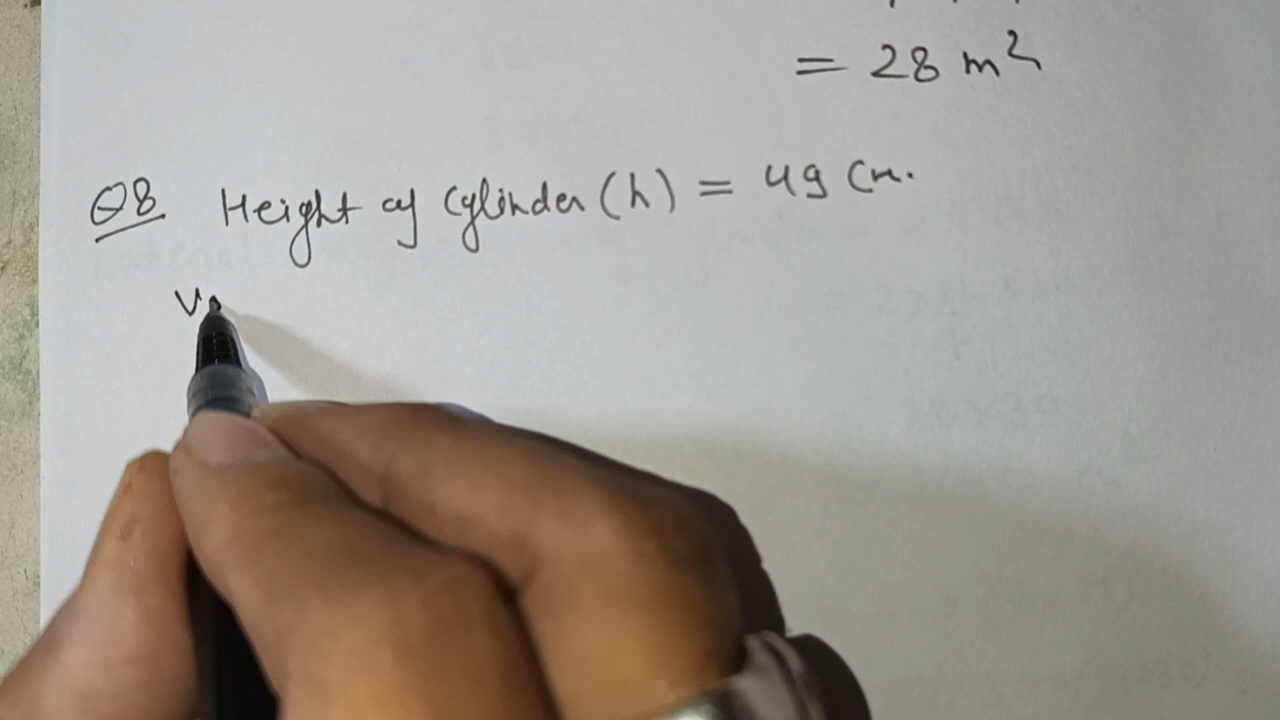 = 28 m²
Q8 Height of Cylinder (h) = 49 Cm.
V